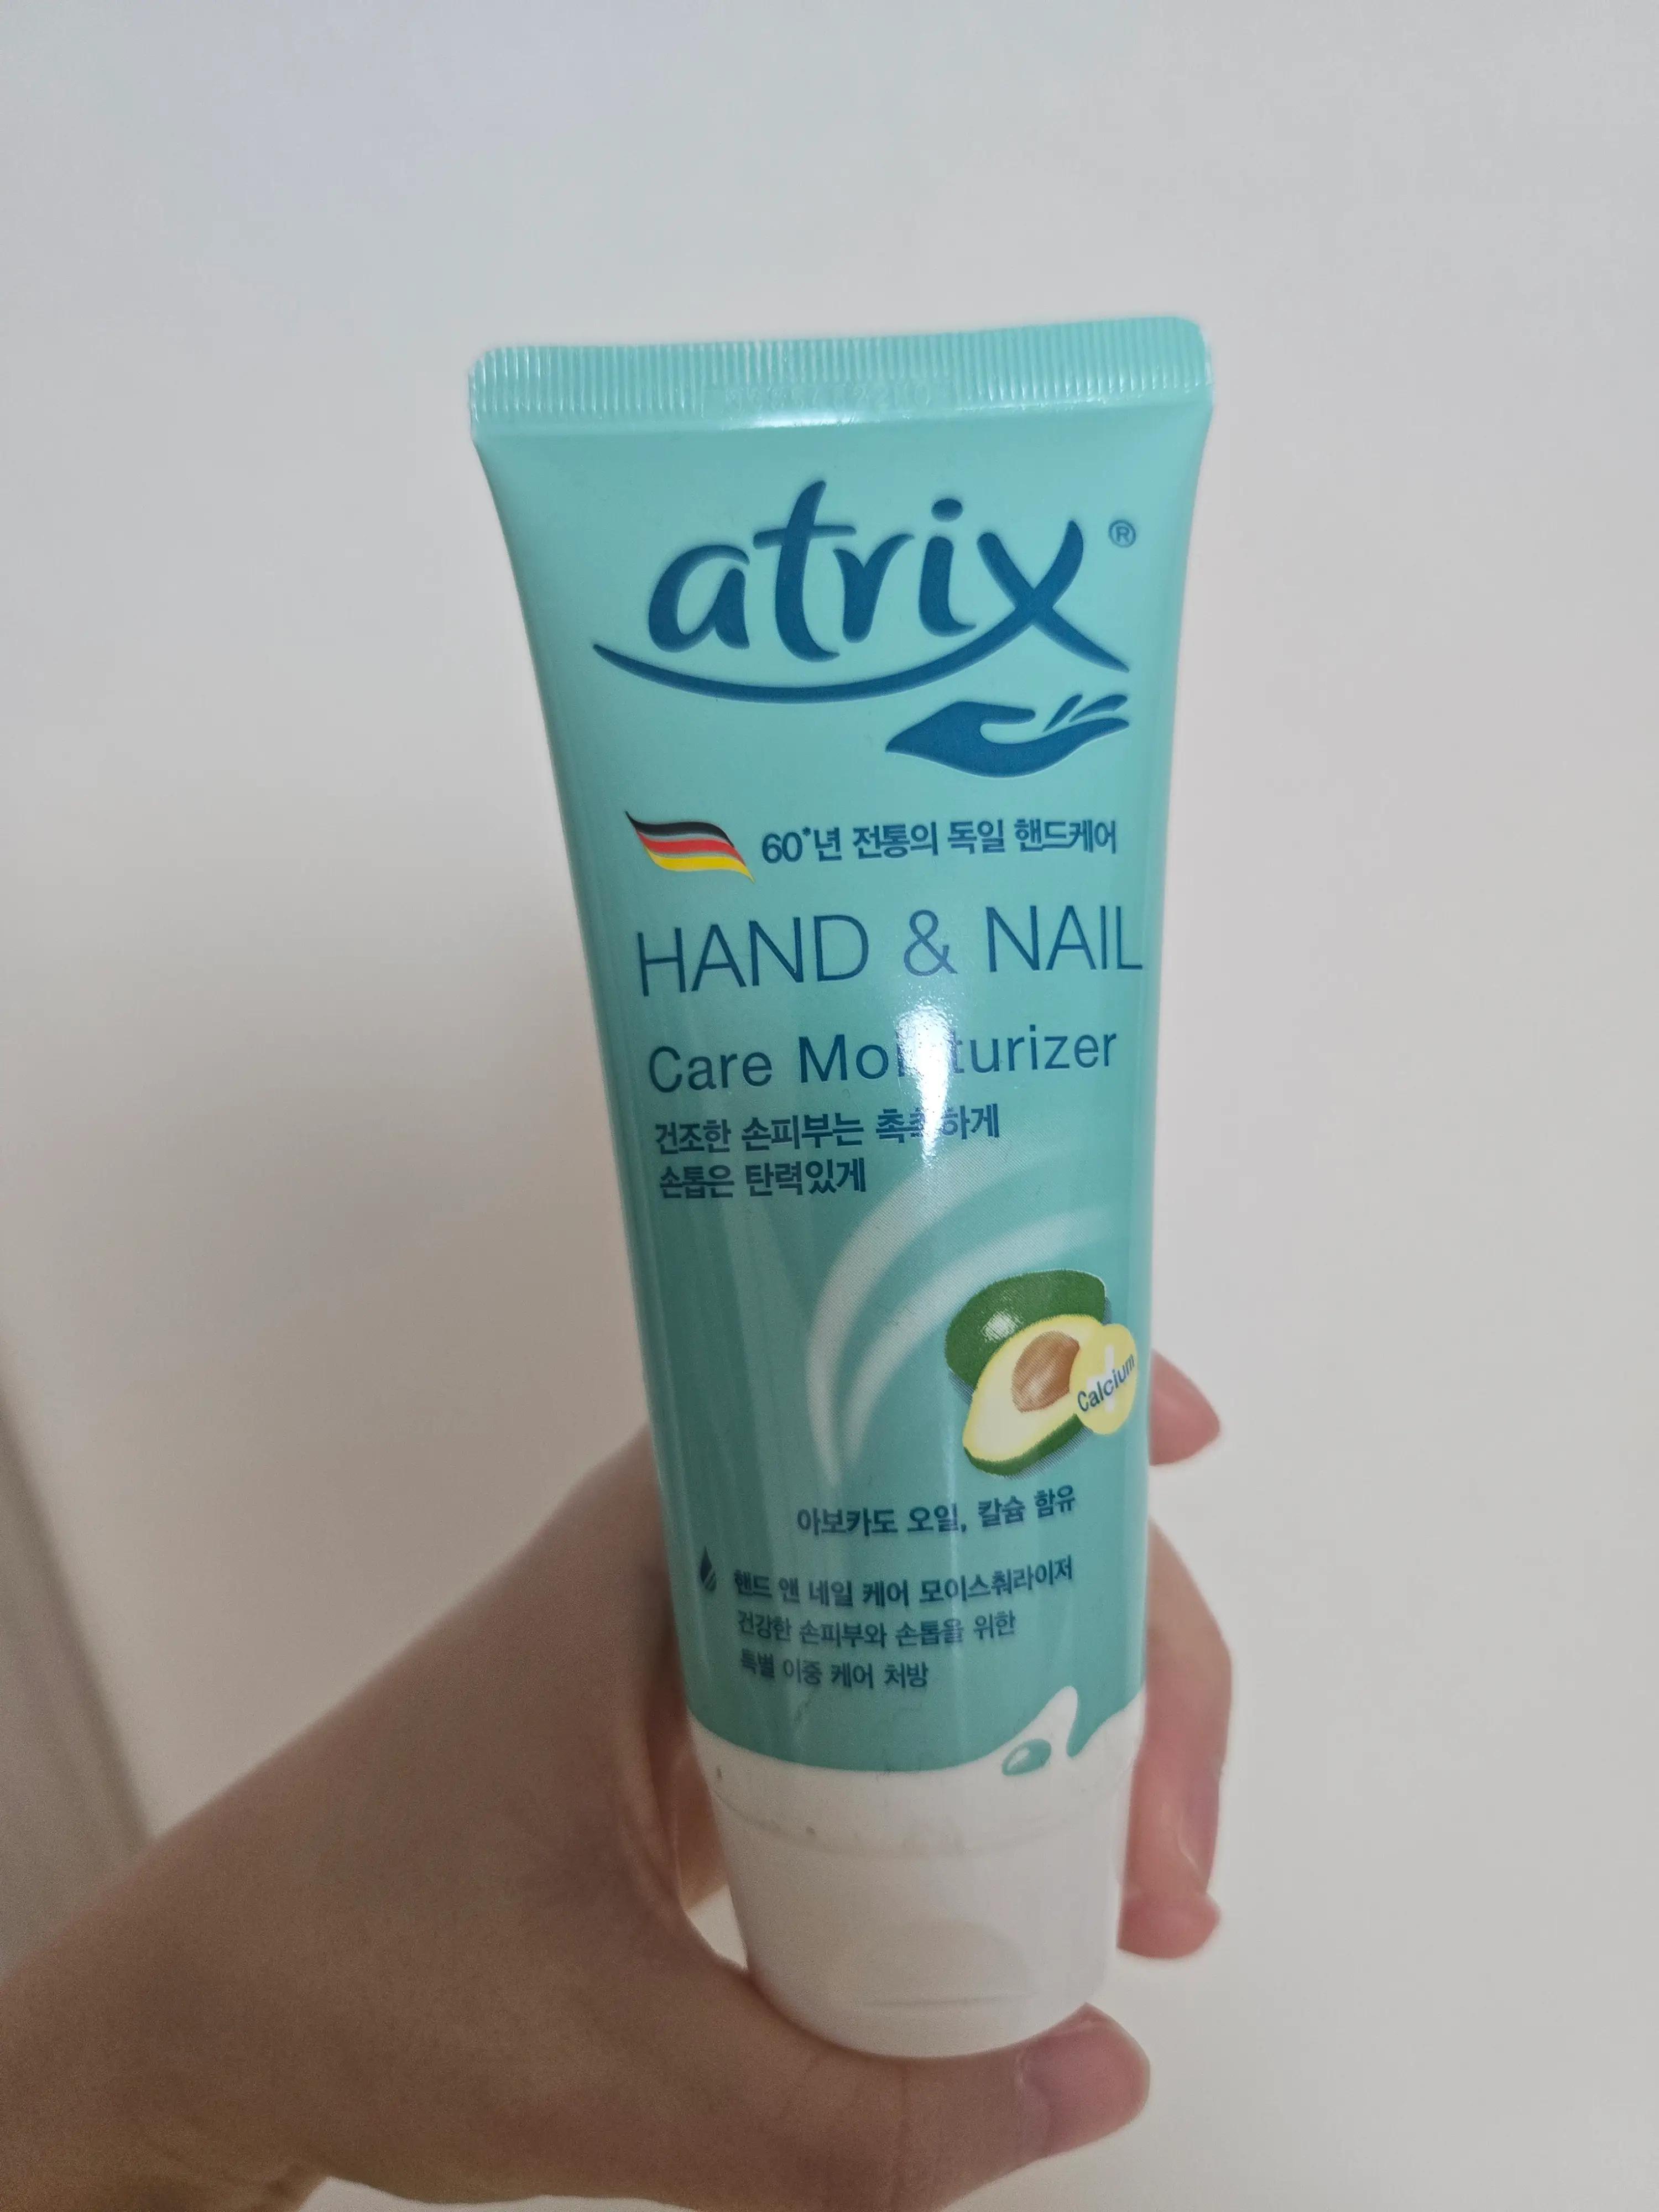 atrix®
60*년 전통의 독일 핸드케어
HAND & NAIL
Care Moisturizer
건조한 손피부는 촉촉하게
손톱은 탄력있게
Calcium
아보카도 오일, 칼슘 함유
핸드 앤 네일 케어 모이스춰라이저
건강한 손피부와 손톱을 위한
특별 이중 케어 처방